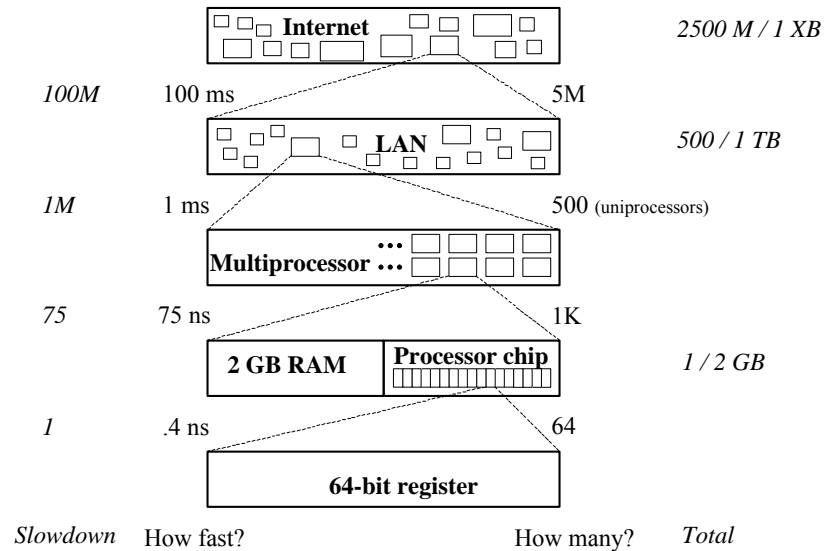 Internet
2500 M / 1 XB
100M 100 ms 5M
LAN
500 / 1 TB
1M 1 ms 500 (uniprocessors)
•••
Multiprocessor •••
75 75 ns 1K
2 GB RAM Processor chip
1 / 2 GB
1 .4 ns 64
64-bit register
Slowdown How fast? How many? Total